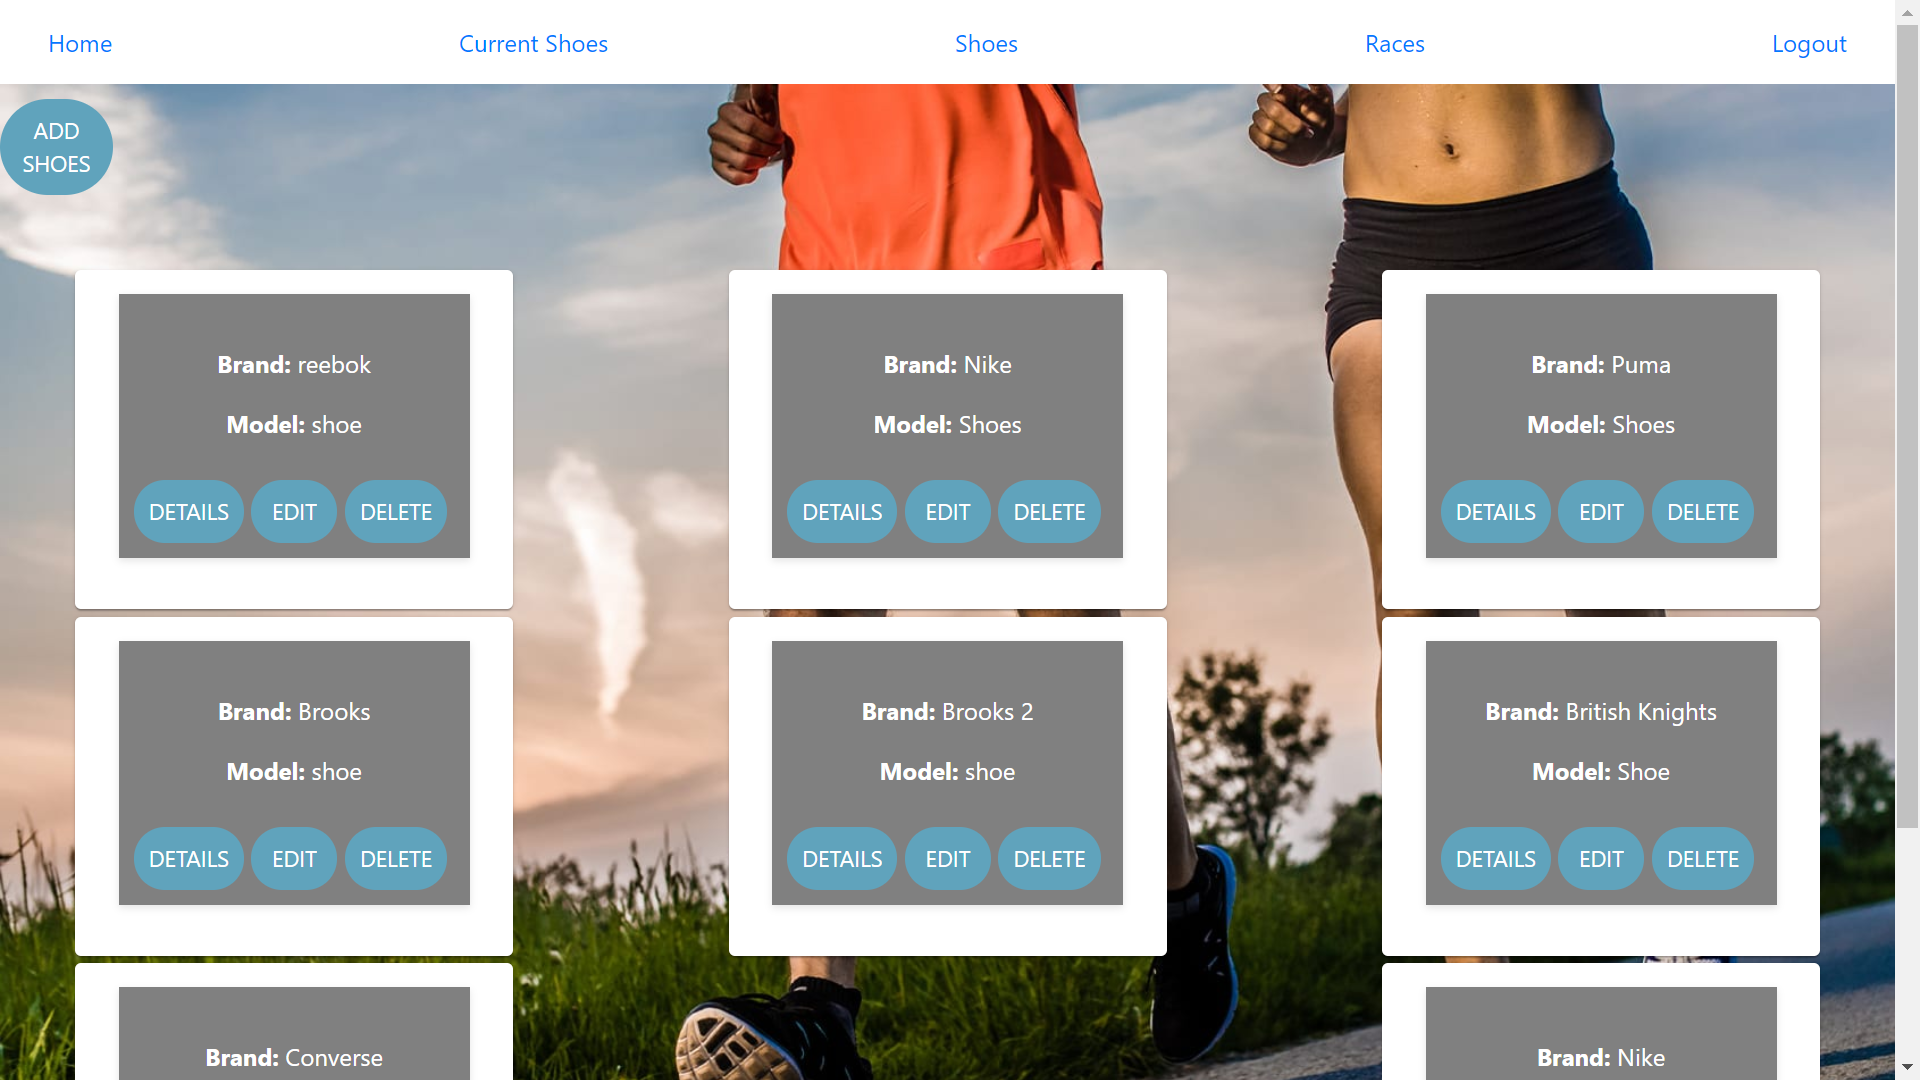 Home
Current Shoes
Shoes
Races
Logout
ADD
SHOES
Brand: reebok
Model: shoe
DETAILS EDIT DELETE
Brand: Nike
Model: Shoes
DETAILS EDIT DELETE
Brand: Puma
Model: Shoes
DETAILS EDIT DELETE
Brand: Brooks
Model: shoe
DETAILS EDIT DELETE
Brand: Brooks 2
Model: shoe
DETAILS EDIT DELETE
Brand: British Knights
Model: Shoe
DETAILS EDIT DELETE
Brand: Converse
Brand: Nike